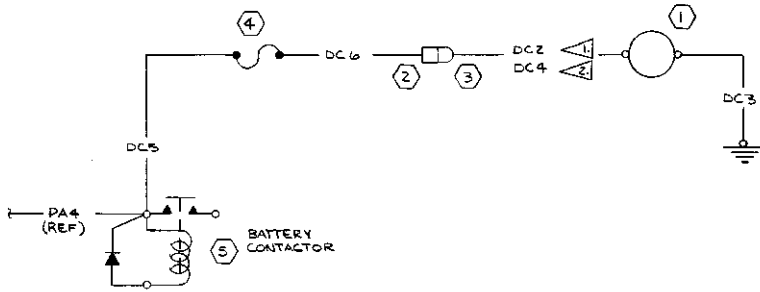 1
4
DC6
2
3
DC2 1.
DC4 2.
DC3
DC5
PA4
(REF)
5
BATTERY
CONTACTOR